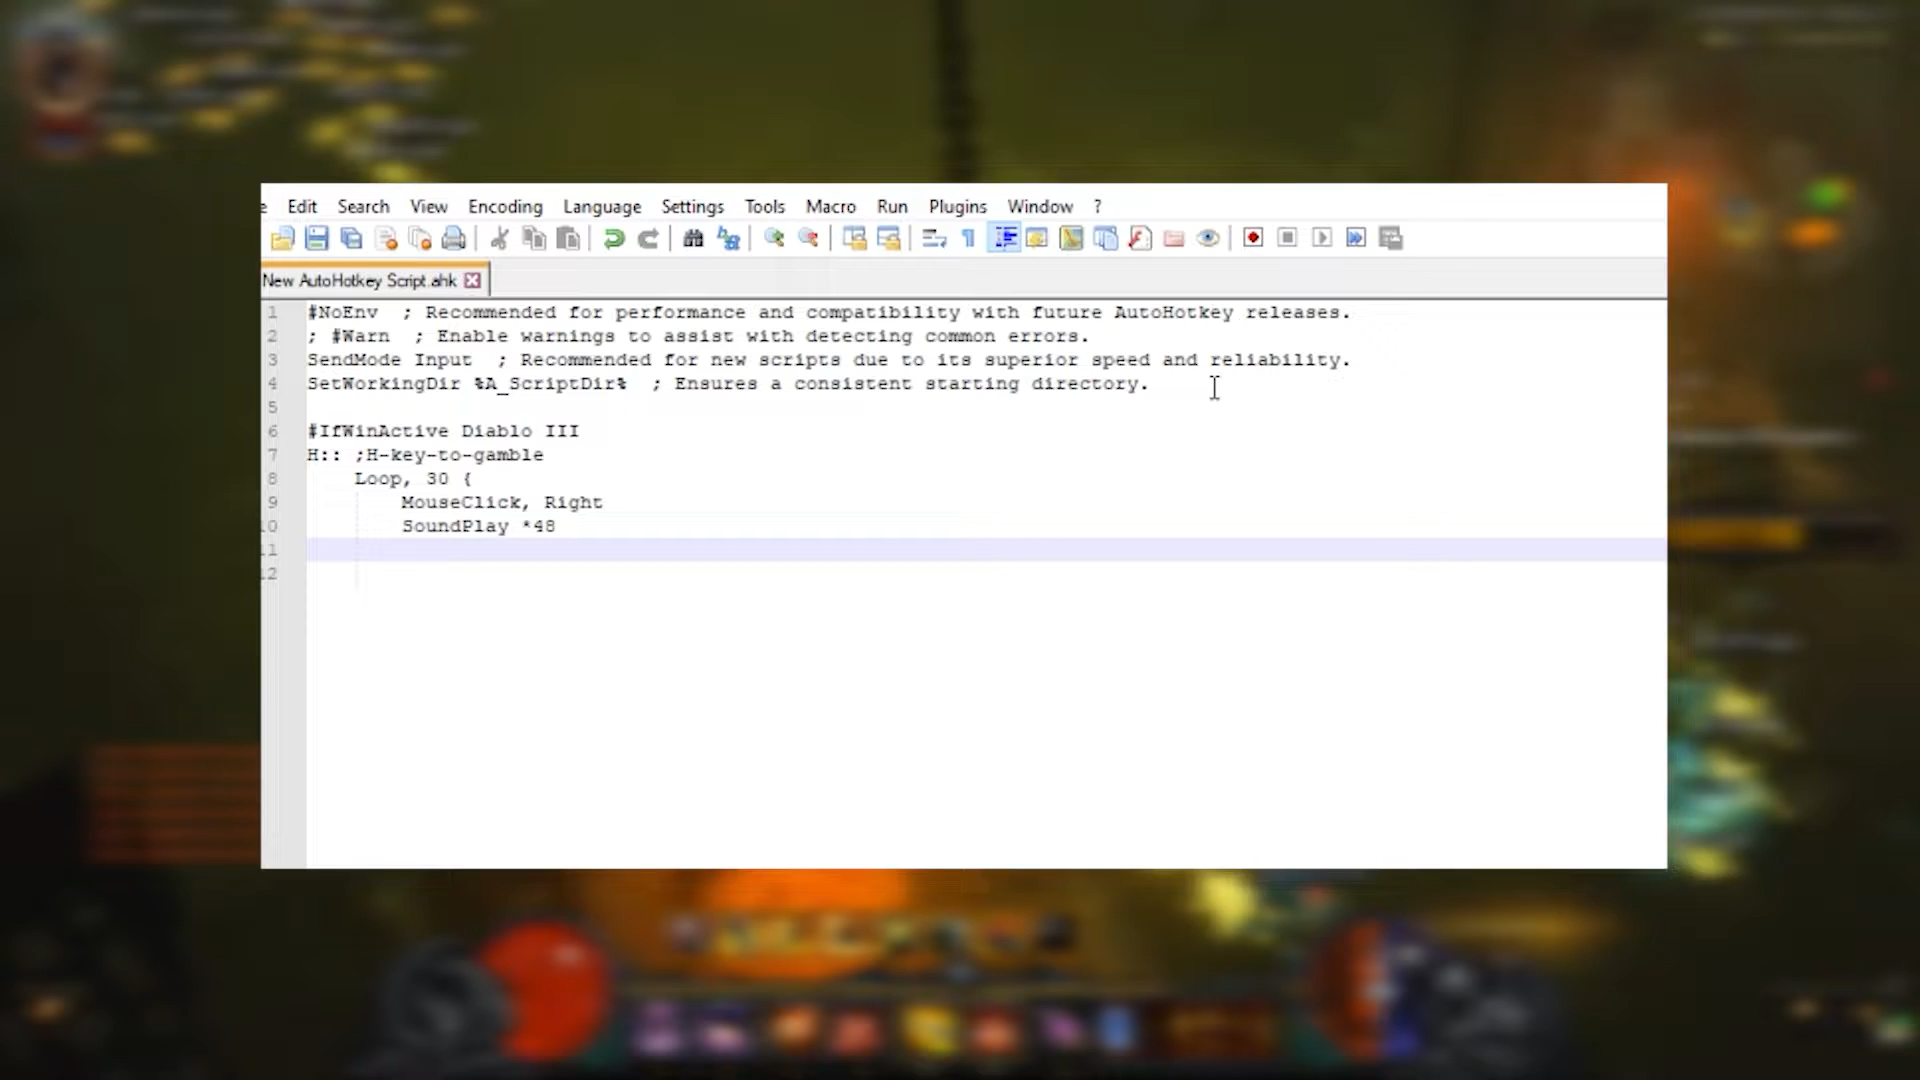 e Edit Search View Encoding Language Settings Tools Macro Run Plugins Window ?
New AutoHotkey Script.ahk
1 #NoEnv  ; Recommended for performance and compatibility with future AutoHotkey releases.
2 ; #Warn  ; Enable warnings to assist with detecting common errors.
3 SendMode Input  ; Recommended for new scripts due to its superior speed and reliability.
4 SetWorkingDir %A_ScriptDir%  ; Ensures a consistent starting directory.
5
6 #IfWinActive Diablo III
7 H:: ;H-key-to-gamble
8 Loop, 30 {
9 MouseClick, Right
10 SoundPlay *48
11
12